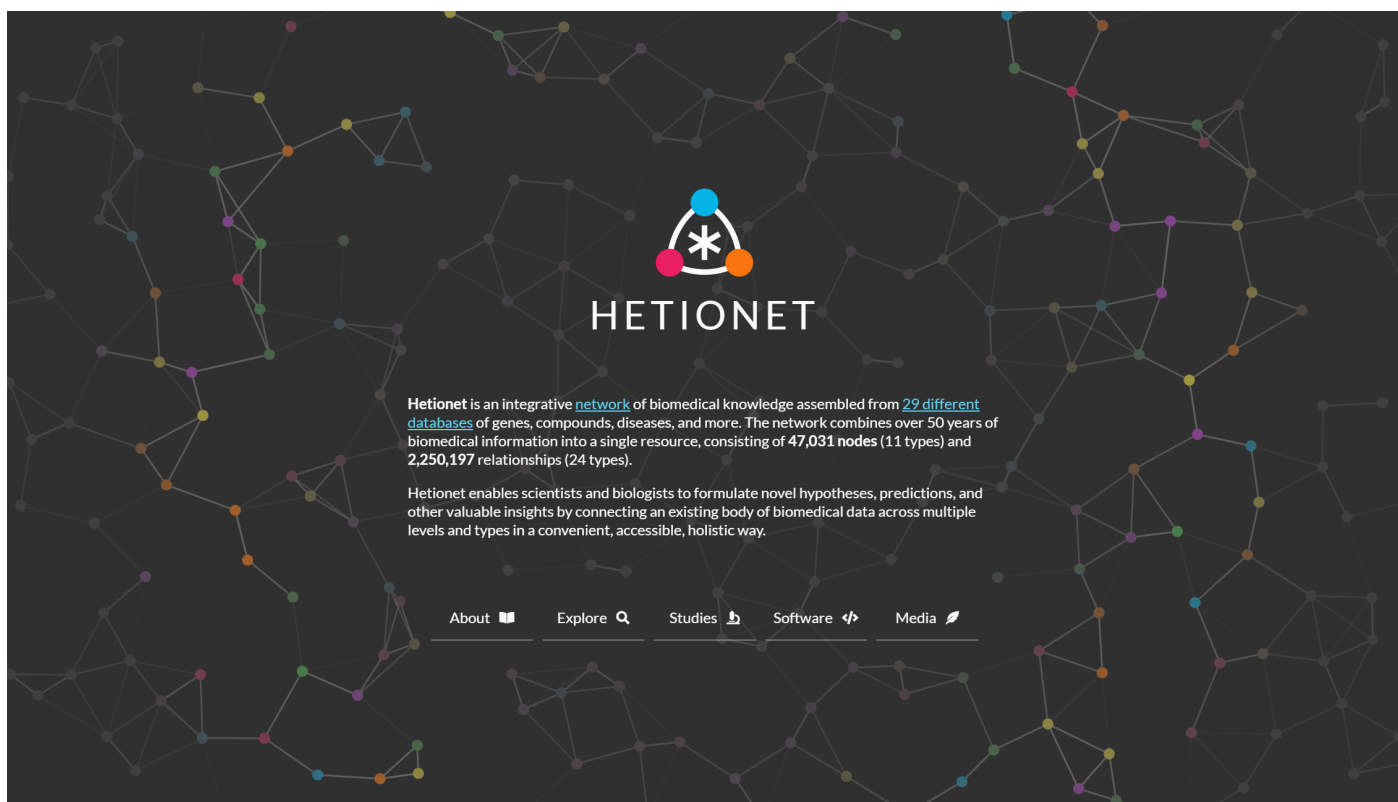 HETIONET
Hetionet is an integrative network of biomedical knowledge assembled from 29 different
databases of genes, compounds, diseases, and more. The network combines over 50 years of
biomedical information into a single resource, consisting of 47,031 nodes (11 types) and
2,250,197 relationships (24 types).
Hetionet enables scientists and biologists to formulate novel hypotheses, predictions, and
other valuable insights by connecting an existing body of biomedical data across multiple
levels and types in a convenient, accessible, holistic way.
About Explore Studies Software Media